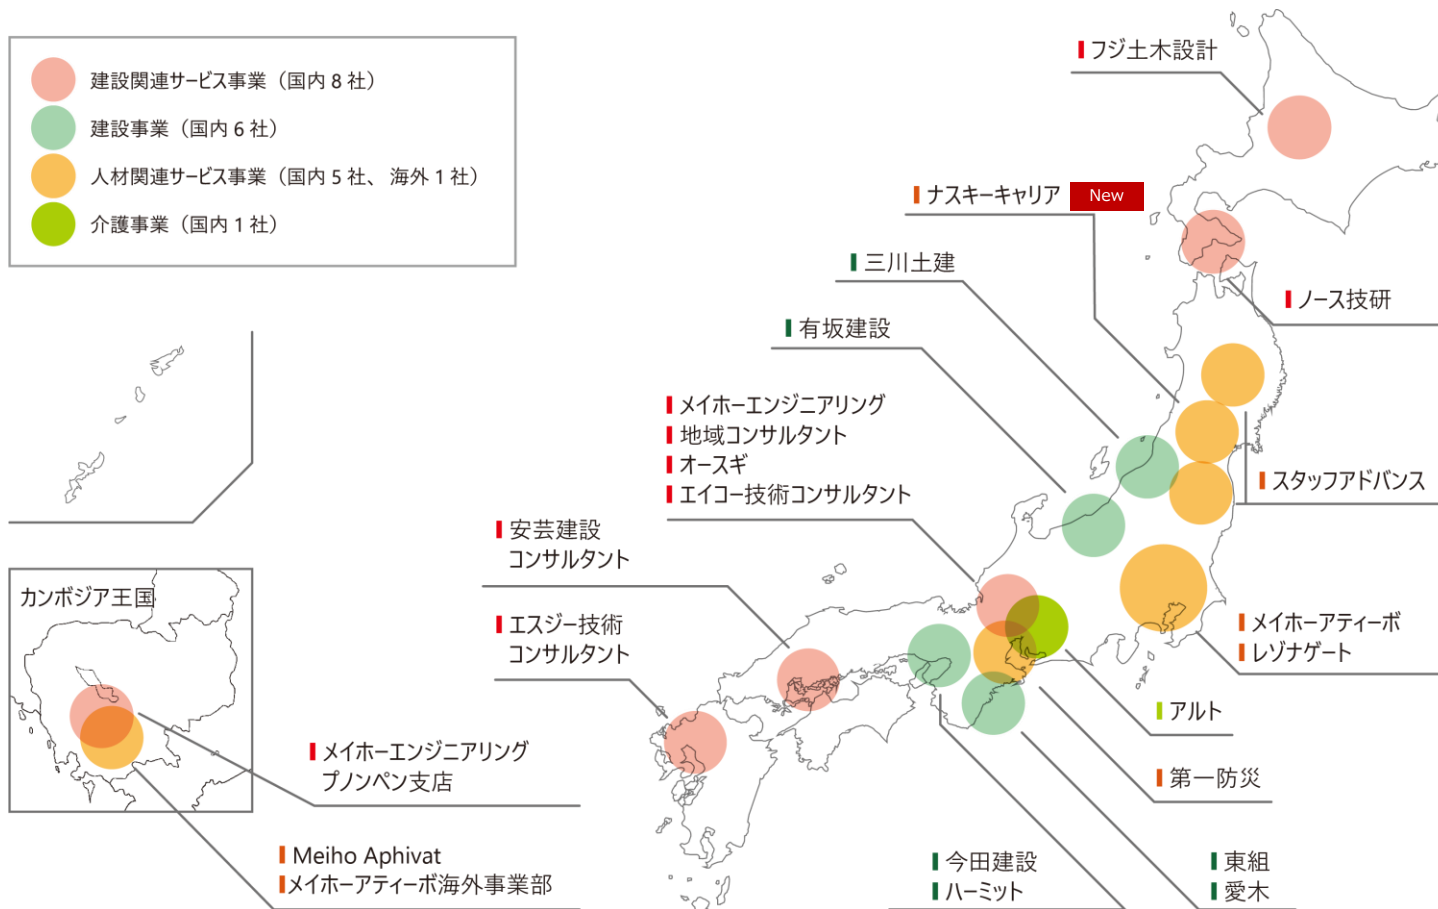 建設関連サービス事業（国内 8 社）
建設事業（国内 6 社）
人材関連サービス事業（国内 5 社、海外 1 社）
介護事業（国内 1 社）
フジ土木設計
ナスキーキャリア New
三川土建
ノース技研
有坂建設
メイホーエンジニアリング
地域コンサルタント
オースギ
エイコー技術コンサルタント
スタッフアドバンス
安芸建設
コンサルタント
エスジー技術
コンサルタント
カンボジア王国
メイホーアティーボ
レゾナゲート
アルト
メイホーエンジニアリング
プノンペン支店
第一防災
Meiho Aphivat
メイホーアティーボ海外事業部
今田建設
ハーミット
東組
愛木